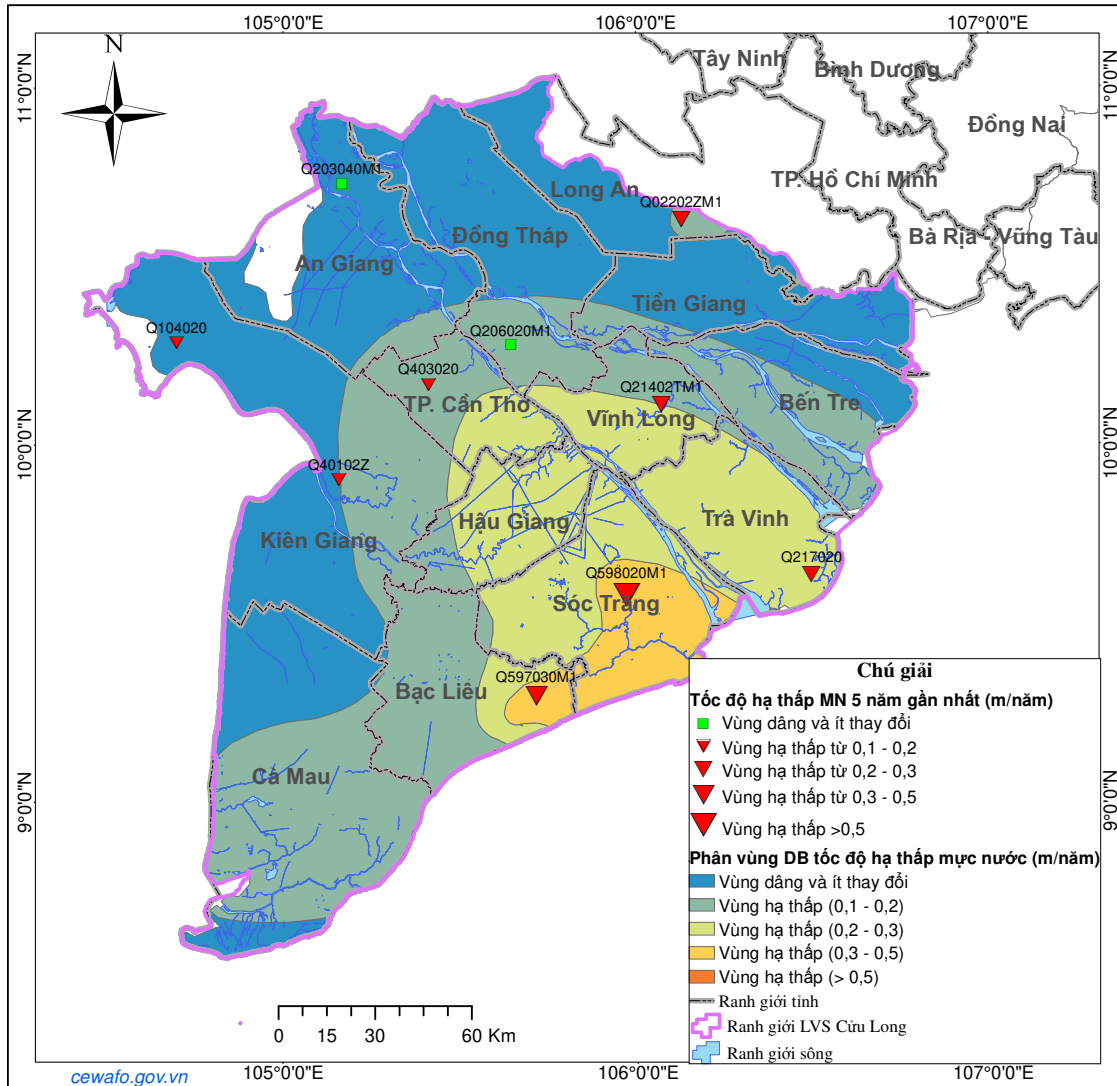 105°0'0"E 106°0'0"E 107°0'0"E
N
11°0'0"N
11°0'0"N
Tây Ninh
Bình Dương
Đồng Nai
TP. Hồ Chí Minh
Bà Rịa - Vũng Tàu
Q203040M1
Long An
Q02202ZM1
Đồng Tháp
An Giang
Tiền Giang
Q104020
Q206020M1
Q403020
TP. Cần Thơ
Q21402TM1
Vĩnh Long
Bến Tre
10°0'0"N
10°0'0"N
Q40102Z
Hậu Giang
Trà Vinh
Kiên Giang
Q217020
Q598020M1
Sóc Trăng
Q597030M1
Bạc Liêu
Cà Mau
9°0'0"N
9°0'0"N
Chú giải
Tốc độ hạ thấp MN 5 năm gần nhất (m/năm)
Vùng dâng và ít thay đổi
Vùng hạ thấp từ 0,1 - 0,2
Vùng hạ thấp từ 0,2 - 0,3
Vùng hạ thấp từ 0,3 - 0,5
Vùng hạ thấp >0,5
Phân vùng DB tốc độ hạ thấp mực nước (m/năm)
Vùng dâng và ít thay đổi
Vùng hạ thấp (0,1 - 0,2)
Vùng hạ thấp (0,2 - 0,3)
Vùng hạ thấp (0,3 - 0,5)
Vùng hạ thấp (> 0,5)
Ranh giới tỉnh
Ranh giới LVS Cửu Long
Ranh giới sông
0 15 30 60 Km
cewafo.gov.vn
105°0'0"E 106°0'0"E 107°0'0"E